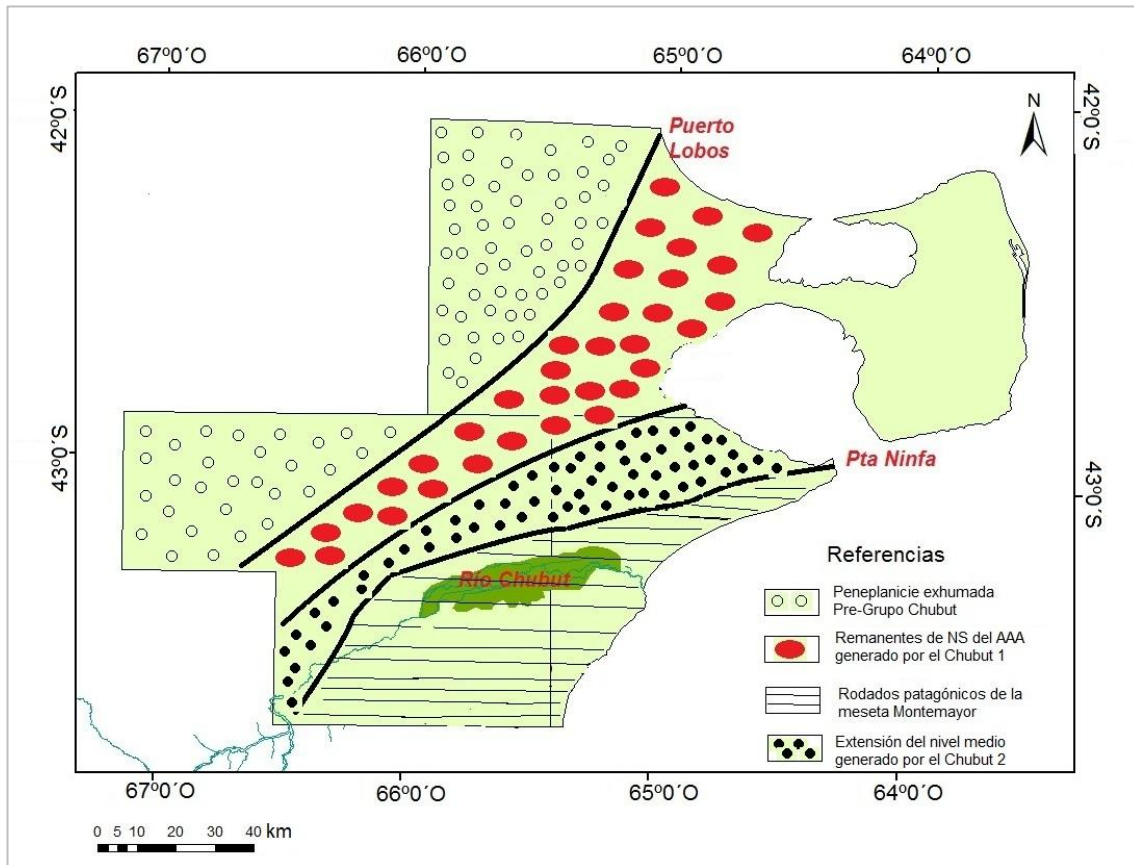 67º0´O 66º0´O 65º0´O 64º0´O
42º0´S
42º0´S
N
Puerto
Lobos
43º0´S
43º0´S
Pta Ninfa
Río Chubut
Referencias
Peneplanicie exhumada
Pre-Grupo Chubut
Remanentes de NS del AAA
generado por el Chubut 1
Rodados patagónicos de la
meseta Montemayor
Extensión del nivel medio
generado por el Chubut 2
67º0´O 66º0´O 65º0´O 64º0´O
0 5 10 20 30 40 km